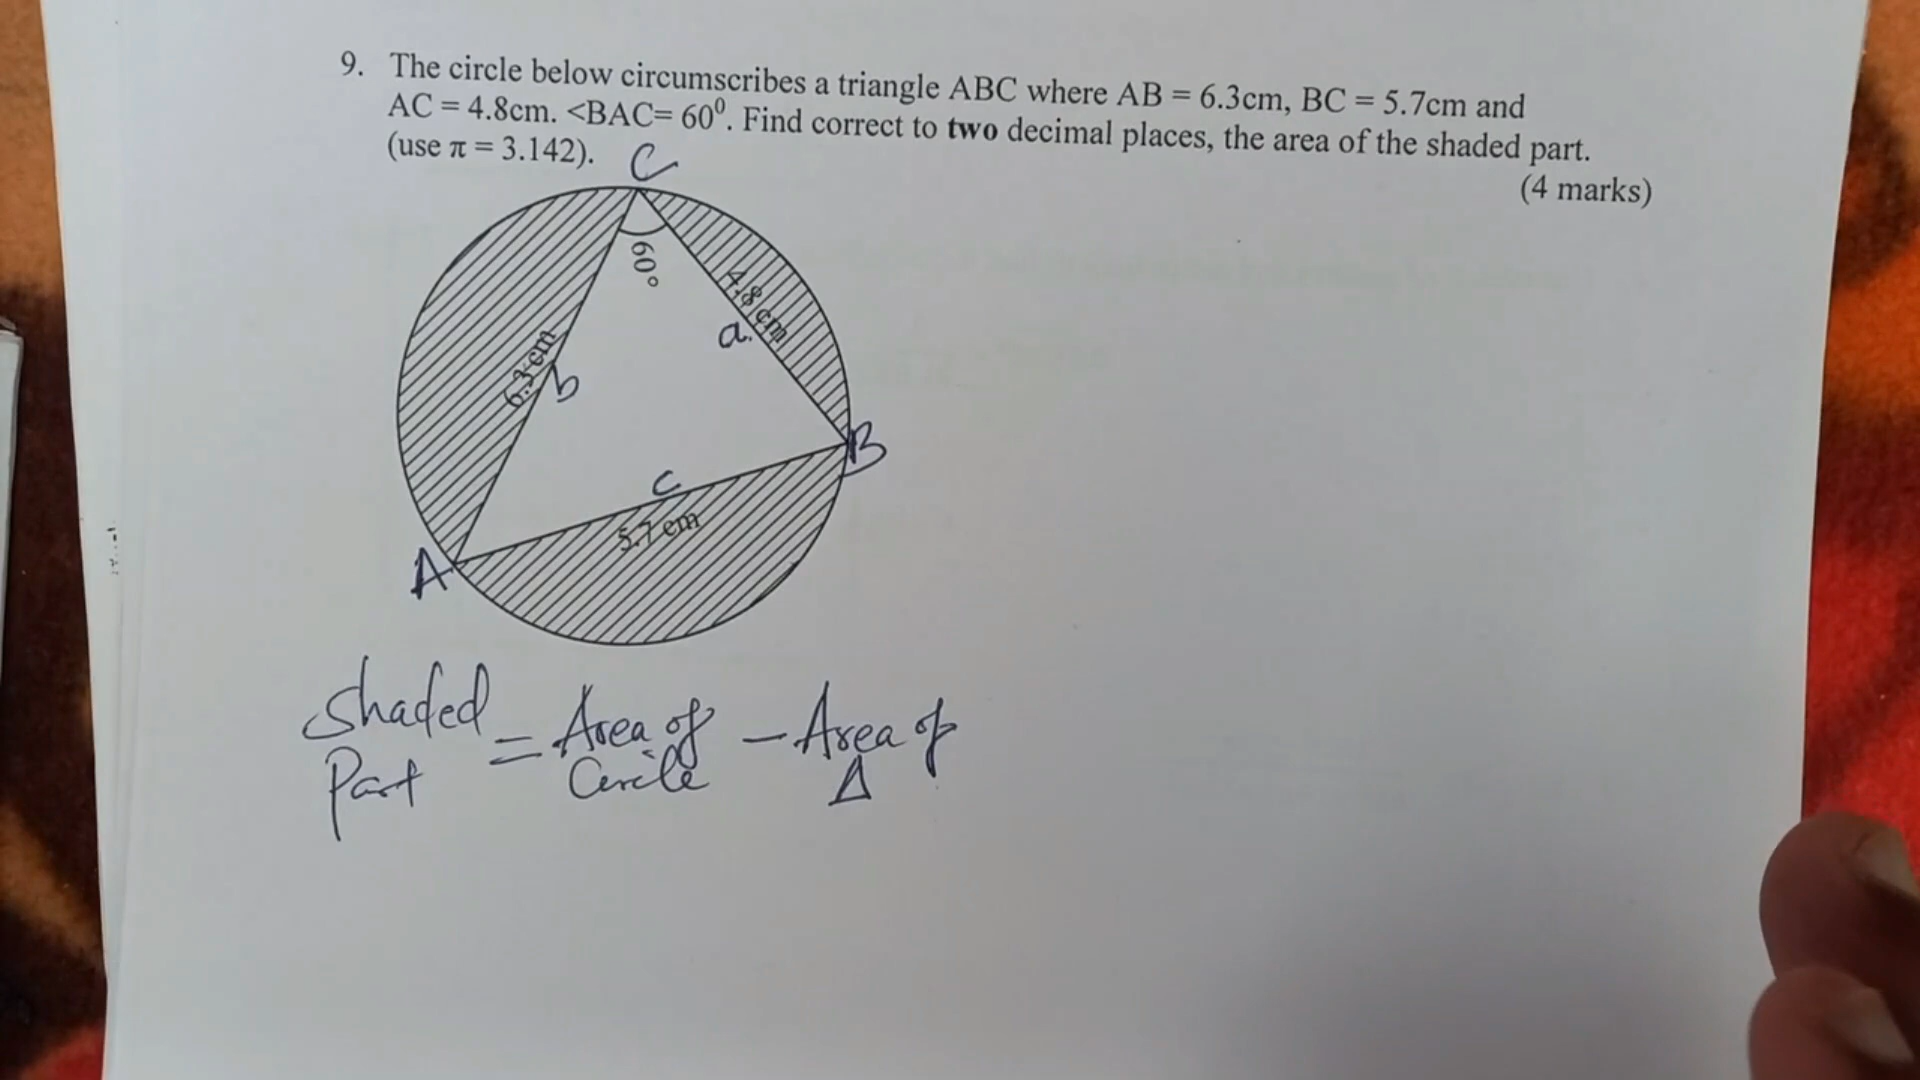 9. The circle below circumscribes a triangle ABC where AB = 6.3cm, BC = 5.7cm and
AC = 4.8cm. <BAC= 60⁰. Find correct to two decimal places, the area of the shaded part.
(use π = 3.142).
(4 marks)
C
60°
4.8 cm
a.
6.3 cm
b
B
c
5.7 cm
A
Shaded Part = Area of Circle - Area of Δ